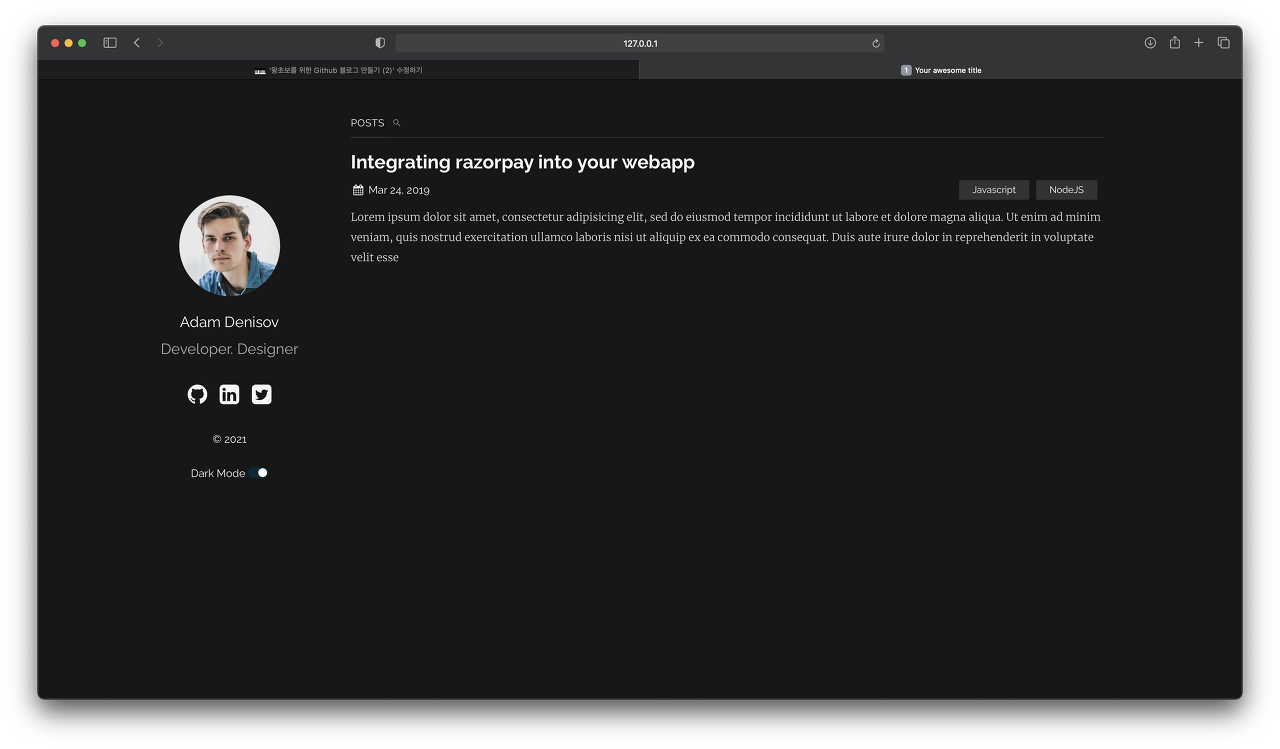 127.0.0.1
'왕초보를 위한 Github 블로그 만들기 (2)' 수정하기
1 Your awesome title
POSTS
Integrating razorpay into your webapp
Mar 24, 2019
Javascript NodeJS
Lorem ipsum dolor sit amet, consectetur adipisicing elit, sed do eiusmod tempor incididunt ut labore et dolore magna aliqua. Ut enim ad minim
veniam, quis nostrud exercitation ullamco laboris nisi ut aliquip ex ea commodo consequat. Duis aute irure dolor in reprehenderit in voluptate
velit esse
Adam Denisov
Developer. Designer
in
© 2021
Dark Mode